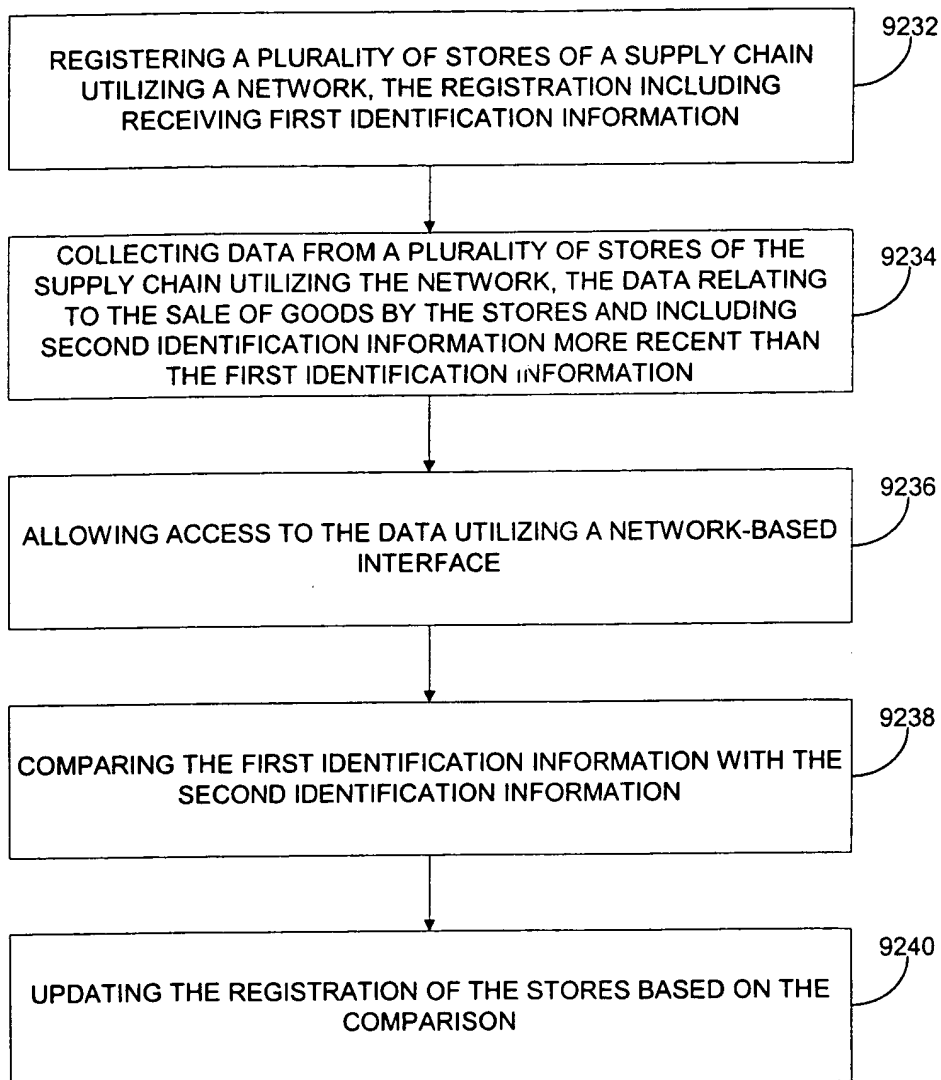 9232
REGISTERING A PLURALITY OF STORES OF A SUPPLY CHAIN
UTILIZING A NETWORK, THE REGISTRATION INCLUDING
RECEIVING FIRST IDENTIFICATION INFORMATION
9234
COLLECTING DATA FROM A PLURALITY OF STORES OF THE
SUPPLY CHAIN UTILIZING THE NETWORK, THE DATA RELATING
TO THE SALE OF GOODS BY THE STORES AND INCLUDING
SECOND IDENTIFICATION INFORMATION MORE RECENT THAN
THE FIRST IDENTIFICATION INFORMATION
9236
ALLOWING ACCESS TO THE DATA UTILIZING A NETWORK-BASED
INTERFACE
9238
COMPARING THE FIRST IDENTIFICATION INFORMATION WITH THE
SECOND IDENTIFICATION INFORMATION
9240
UPDATING THE REGISTRATION OF THE STORES BASED ON THE
COMPARISON